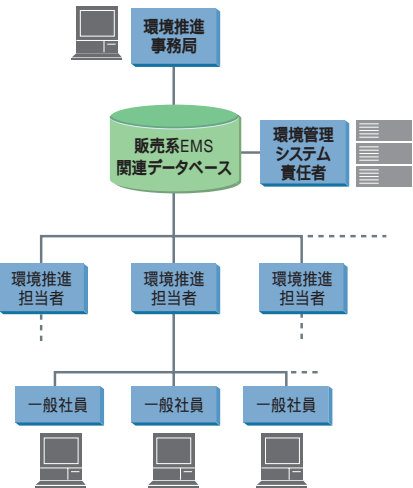 環境推進
事務局
販売系EMS
関連データベース
環境管理
システム
責任者
環境推進
担当者
環境推進
担当者
環境推進
担当者
一般社員
一般社員
一般社員